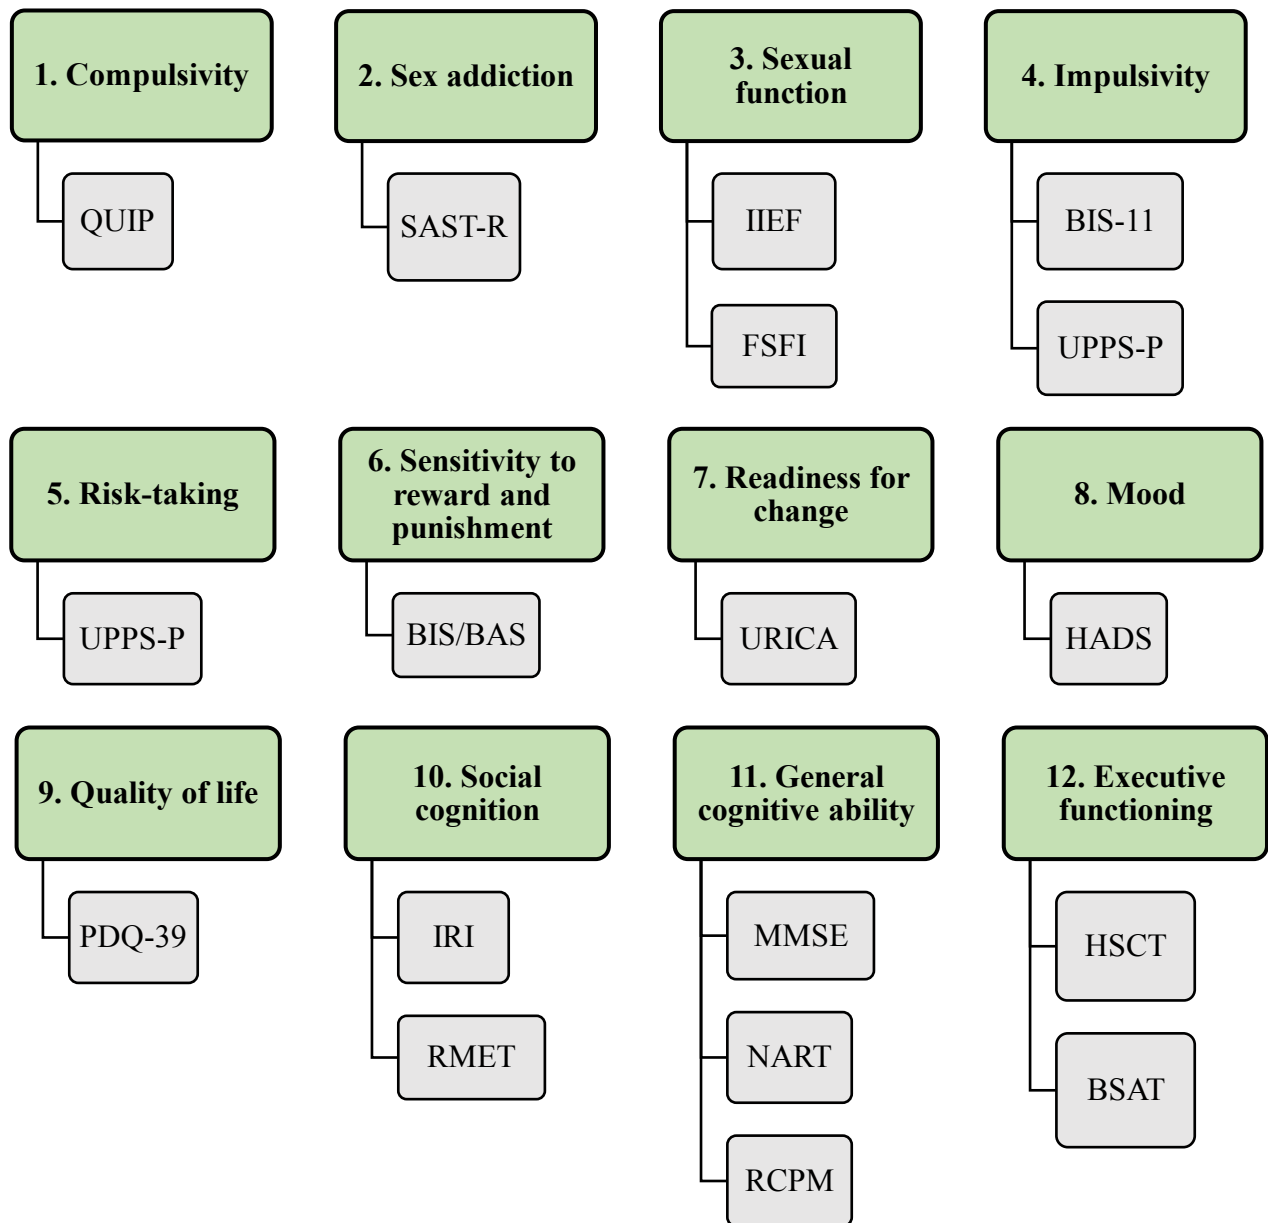 1. Compulsivity
QUIP
2. Sex addiction
SAST-R
3. Sexual
function
IIEF
FSFI
4. Impulsivity
BIS-11
UPPS-P
5. Risk-taking
UPPS-P
6. Sensitivity to
reward and
punishment
BIS/BAS
7. Readiness for
change
URICA
8. Mood
HADS
9. Quality of life
PDQ-39
10. Social
cognition
IRI
RMET
11. General
cognitive ability
MMSE
NART
RCPM
12. Executive
functioning
HSCT
BSAT